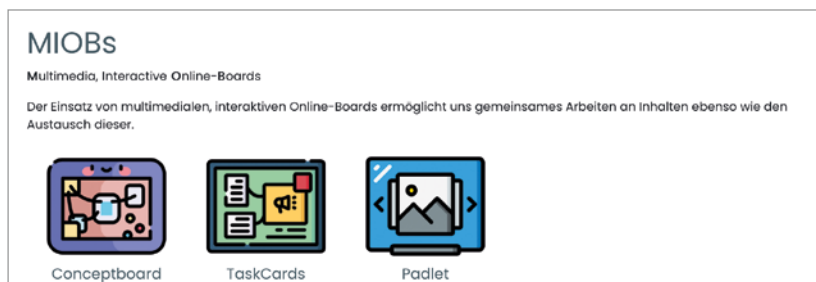 MIOBs
Multimedia, Interactive Online-Boards
Der Einsatz von multimedialen, interaktiven Online-Boards ermöglicht uns gemeinsames Arbeiten an Inhalten ebenso wie den
Austausch dieser.
Conceptboard TaskCards Padlet